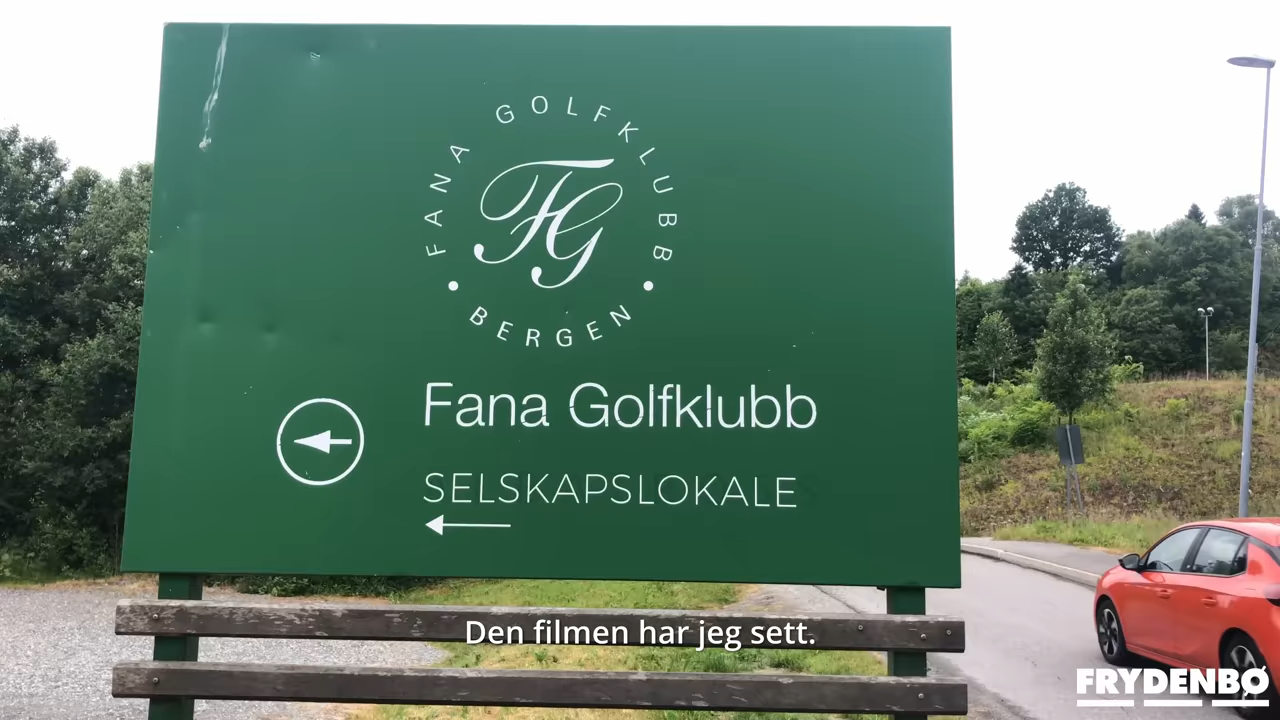 FANA GOLFKLUBB
FG
BERGEN
Fana Golfklubb
SELSKAPSLOKALE
Den filmen har jeg sett.
FRYDENBØ